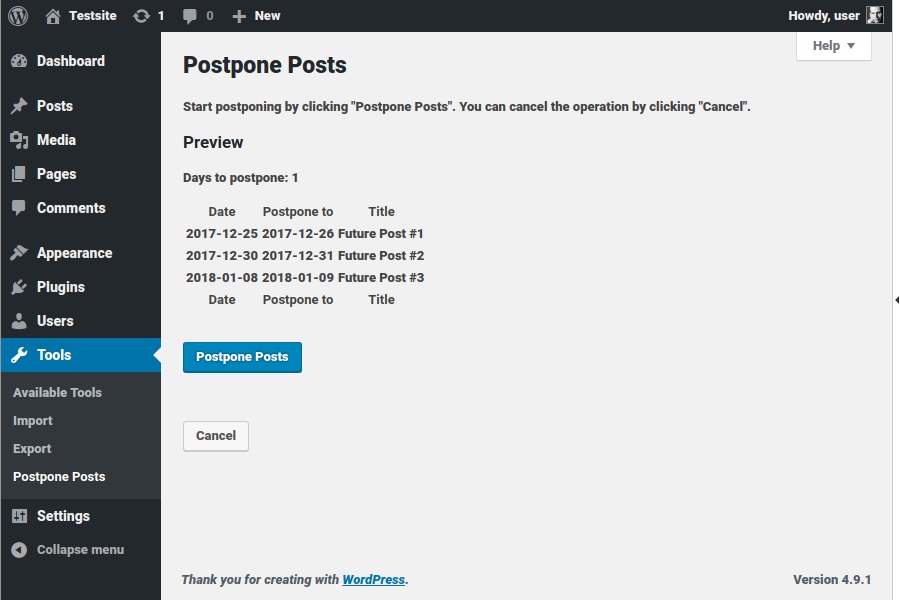 Testsite 1 0 New Howdy, user
Help
Dashboard
Posts
Media
Pages
Comments
Appearance
Plugins
Users
Tools
Available Tools
Import
Export
Postpone Posts
Settings
Collapse menu
Postpone Posts
Start postponing by clicking "Postpone Posts". You can cancel the operation by clicking "Cancel".
Preview
Days to postpone: 1
Date Postpone to Title
2017-12-25 2017-12-26 Future Post #1
2017-12-30 2017-12-31 Future Post #2
2018-01-08 2018-01-09 Future Post #3
Date Postpone to Title
Postpone Posts
Cancel
Thank you for creating with WordPress. Version 4.9.1